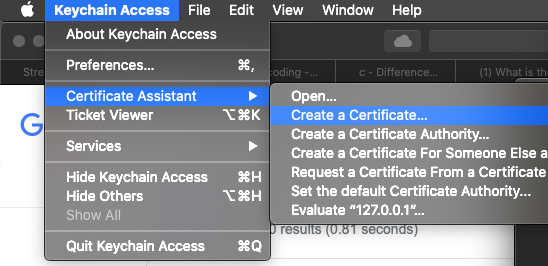 Keychain Access File Edit View Window Help
About Keychain Access
Preferences... ⌘,
Certificate Assistant ▶
Ticket Viewer ⌥⌘K
Services ▶
Hide Keychain Access ⌘H
Hide Others ⌥⌘H
Show All
Quit Keychain Access ⌘Q
Open...
Create a Certificate...
Create a Certificate Authority...
Create a Certificate For Someone Else a
Request a Certificate From a Certificate
Set the default Certificate Authority...
Evaluate “127.0.0.1”...
Stre
coding -...
c - Difference...
(1) What is the
G
0 results (0.81 seconds)